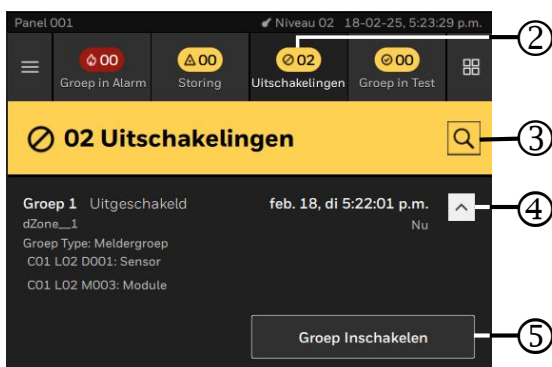 Panel 001 Niveau 02 18-02-25, 5:23:29 p.m.
00 00 02 00
Groep in Alarm Storing Uitschakelingen Groep in Test
02 Uitschakelingen
Groep 1 Uitgeschakeld feb. 18, di 5:22:01 p.m.
dZone__1 Nu
Groep Type: Meldergroep
C01 L02 D001: Sensor
C01 L02 M003: Module
Groep Inschakelen
2
3
4
5